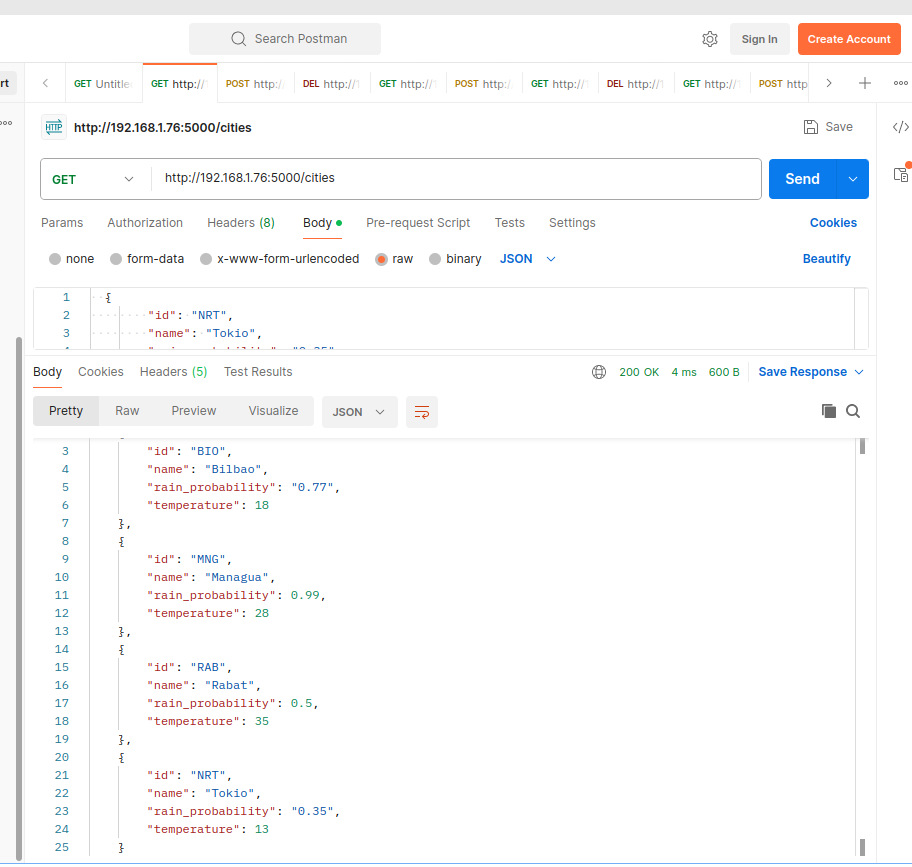 Search Postman
Sign In
Create Account
rt
GET Untitle
GET http://
POST http:/
DEL http://
GET http://
POST http:/
GET http://
DEL http://
GET http://
POST http
HTTP http://192.168.1.76:5000/cities
Save
GET
http://192.168.1.76:5000/cities
Send
Params
Authorization
Headers (8)
Body
Pre-request Script
Tests
Settings
Cookies
none
form-data
x-www-form-urlencoded
raw
binary
JSON
Beautify
1 {
2 "id": "NRT",
3 "name": "Tokio",
Body
Cookies
Headers (5)
Test Results
200 OK
4 ms
600 B
Save Response
Pretty
Raw
Preview
Visualize
JSON
3 "id": "BIO",
4 "name": "Bilbao",
5 "rain_probability": "0.77",
6 "temperature": 18
7 },
8 {
9 "id": "MNG",
10 "name": "Managua",
11 "rain_probability": 0.99,
12 "temperature": 28
13 },
14 {
15 "id": "RAB",
16 "name": "Rabat",
17 "rain_probability": 0.5,
18 "temperature": 35
19 },
20 {
21 "id": "NRT",
22 "name": "Tokio",
23 "rain_probability": "0.35",
24 "temperature": 13
25 }